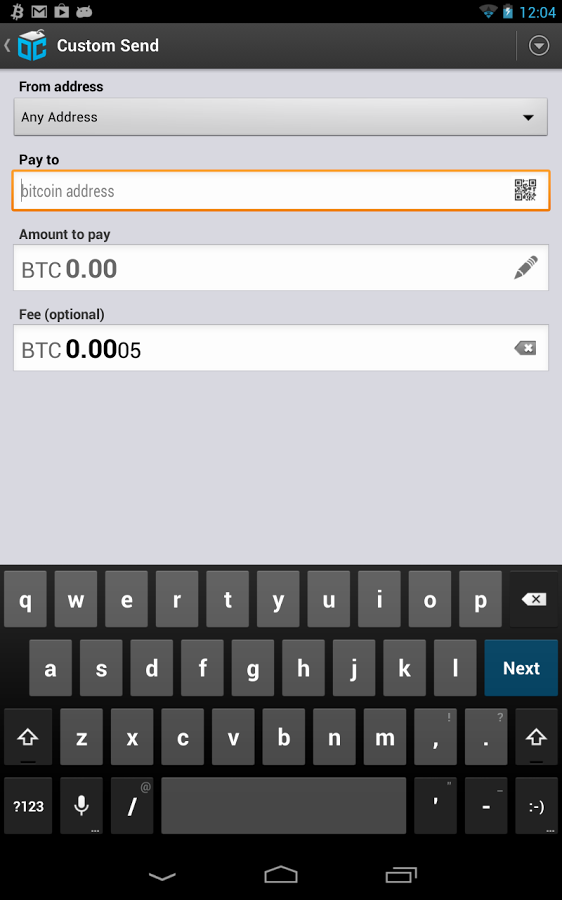 12:04
Custom Send
From address
Any Address
Pay to
bitcoin address
Amount to pay
BTC 0.00
Fee (optional)
BTC 0.0005
q w e r t y u i o p
a s d f g h j k l Next
! ?
z x c v b n m , .
@ " _
?123 / ' - :-)
... ...